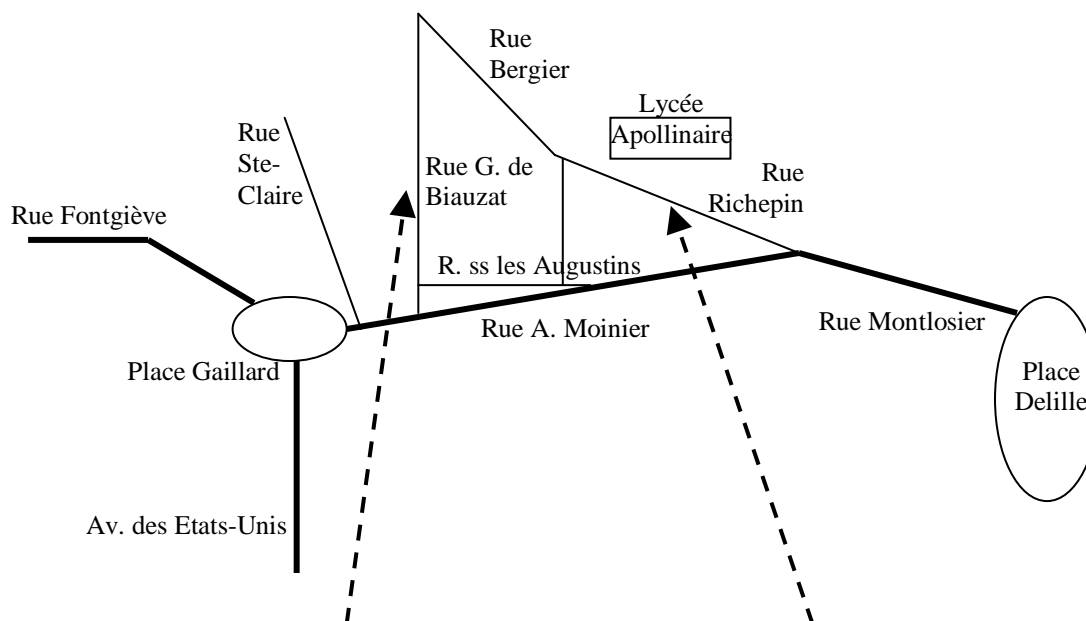 Rue
Bergier
Lycée
Apollinaire
Rue
Ste-
Claire
Rue G. de
Biauzat
Rue
Richepin
Rue Fontgiève
R. ss les Augustins
Rue A. Moinier
Rue Montlosier
Place Gaillard
Place
Delille
Av. des Etats-Unis